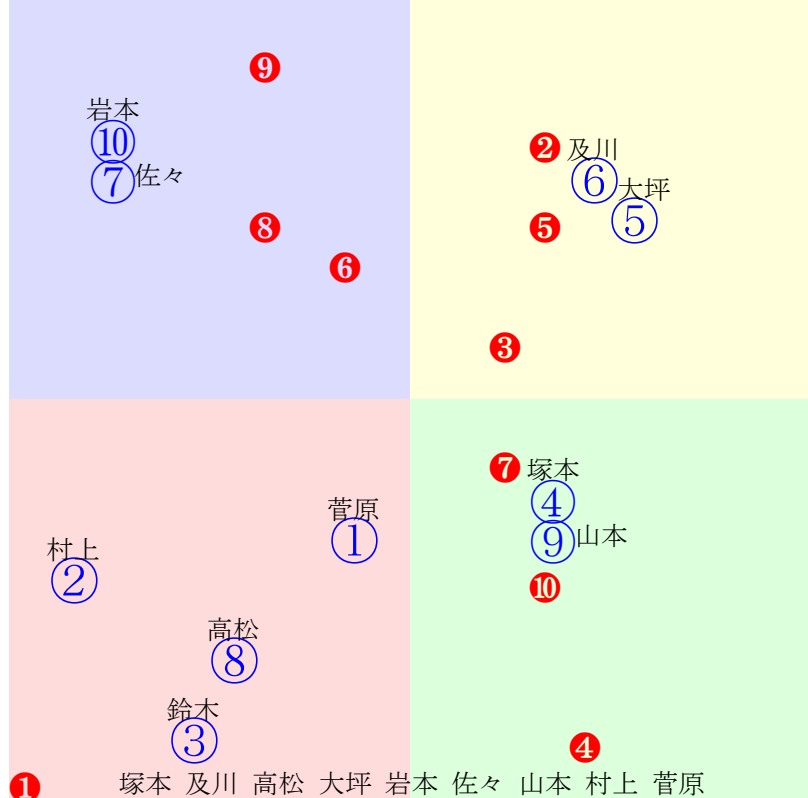 ❾
岩本
⑩
⑦ 佐々
❽
❻
❷ 及川
⑥ 大坪
❺ ⑤
❸
菅原
①
村上
②
高松
⑧
鈴木
③
❶
❼ 塚本
④
⑨ 山本
❿
❹
塚本 及川 高松 大坪 岩本 佐々 山本 村上 菅原